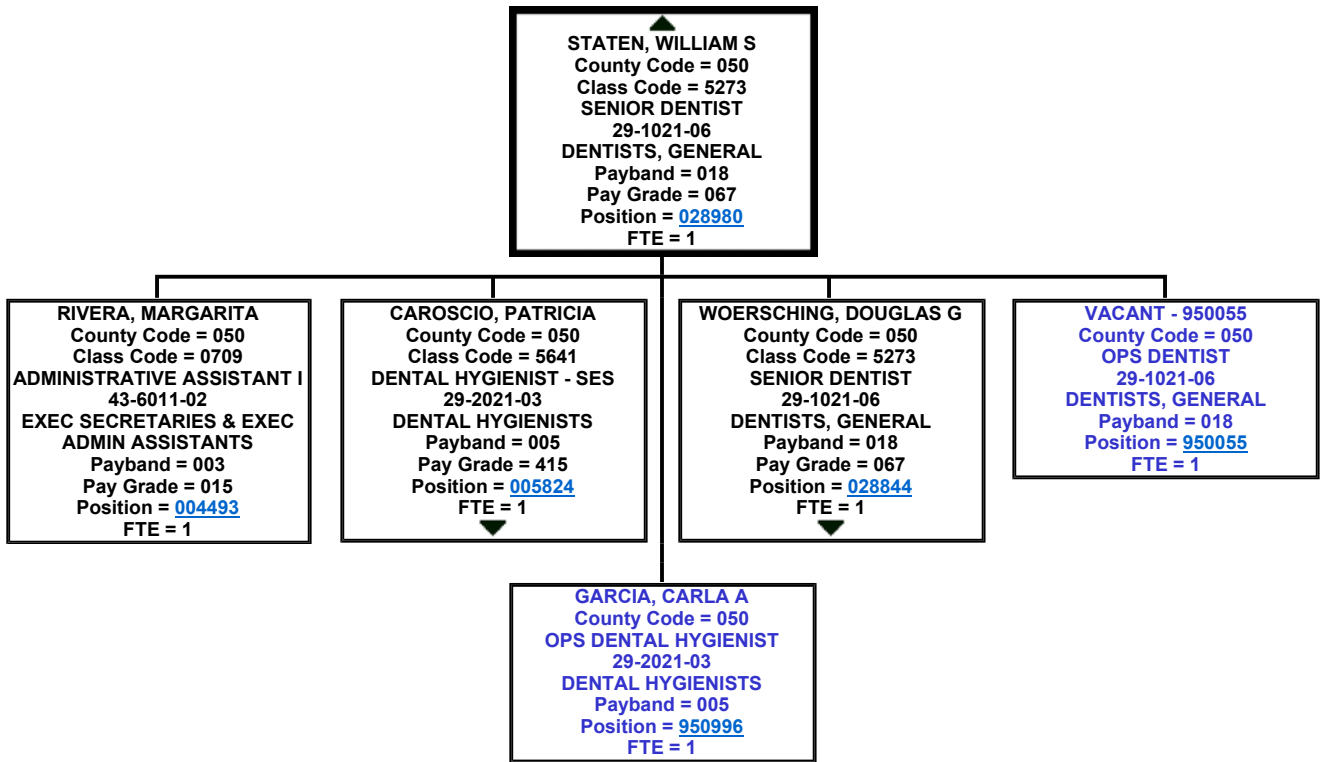 STATEN, WILLIAM S
County Code = 050
Class Code = 5273
SENIOR DENTIST
29-1021-06
DENTISTS, GENERAL
Payband = 018
Pay Grade = 067
Position = 028980
FTE = 1
RIVERA, MARGARITA
County Code = 050
Class Code = 0709
ADMINISTRATIVE ASSISTANT I
43-6011-02
EXEC SECRETARIES & EXEC
ADMIN ASSISTANTS
Payband = 003
Pay Grade = 015
Position = 004493
FTE = 1
CAROSCIO, PATRICIA
County Code = 050
Class Code = 5641
DENTAL HYGIENIST - SES
29-2021-03
DENTAL HYGIENISTS
Payband = 005
Pay Grade = 415
Position = 005824
FTE = 1
WOERSCHING, DOUGLAS G
County Code = 050
Class Code = 5273
SENIOR DENTIST
29-1021-06
DENTISTS, GENERAL
Payband = 018
Pay Grade = 067
Position = 028844
FTE = 1
VACANT - 950055
County Code = 050
OPS DENTIST
29-1021-06
DENTISTS, GENERAL
Payband = 018
Position = 950055
FTE = 1
GARCIA, CARLA A
County Code = 050
OPS DENTAL HYGIENIST
29-2021-03
DENTAL HYGIENISTS
Payband = 005
Position = 950996
FTE = 1